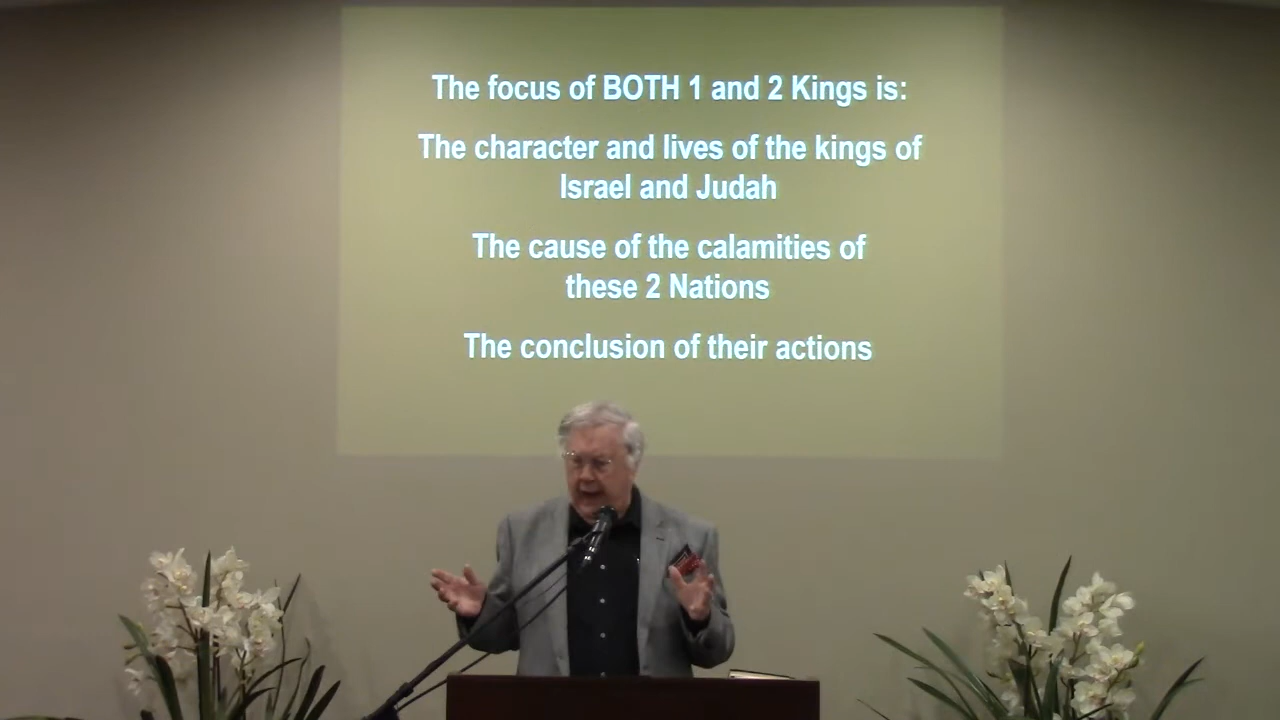 The focus of BOTH 1 and 2 Kings is:
The character and lives of the kings of
Israel and Judah
The cause of the calamities of
these 2 Nations
The conclusion of their actions